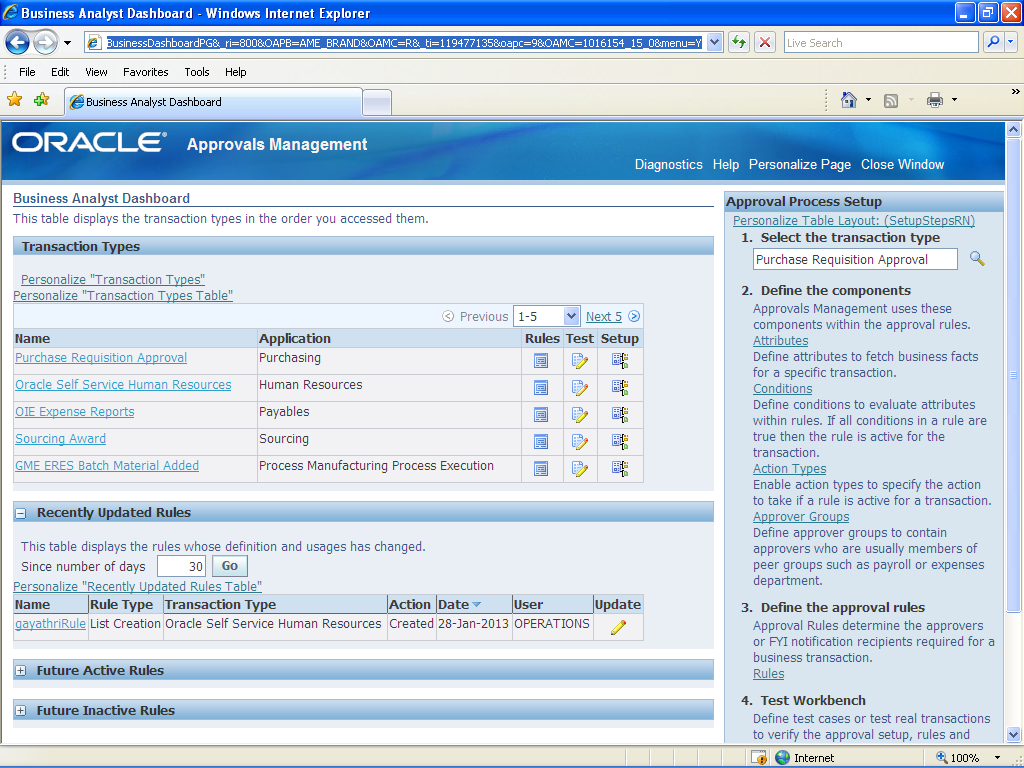 Business Analyst Dashboard - Windows Internet Explorer
BusinessDashboardPG&_ri=800&OAPB=AME_BRAND&OAMC=R&_ti=119477135&oapc=9&OAMC=1016154_15_0&menu=Y
Live Search
File Edit View Favorites Tools Help
Business Analyst Dashboard
»
ORACLE® Approvals Management
Diagnostics Help Personalize Page Close Window
Business Analyst Dashboard
This table displays the transaction types in the order you accessed them.
Transaction Types
Personalize "Transaction Types"
Personalize "Transaction Types Table"
Previous 1-5 Next 5
Name Application Rules Test Setup
Purchase Requisition Approval Purchasing
Oracle Self Service Human Resources Human Resources
OIE Expense Reports Payables
Sourcing Award Sourcing
GME ERES Batch Material Added Process Manufacturing Process Execution
Recently Updated Rules
This table displays the rules whose definition and usages has changed.
Since number of days 30 Go
Personalize "Recently Updated Rules Table"
Name Rule Type Transaction Type Action Date User Update
gayathriRule List Creation Oracle Self Service Human Resources Created 28-Jan-2013 OPERATIONS
Future Active Rules
Future Inactive Rules
Approval Process Setup
Personalize Table Layout: (SetupStepsRN)
1. Select the transaction type
Purchase Requisition Approval
2. Define the components
Approvals Management uses these
components within the approval rules.
Attributes
Define attributes to fetch business facts
for a specific transaction.
Conditions
Define conditions to evaluate attributes
within rules. If all conditions in a rule are
true then the rule is active for the
transaction.
Action Types
Enable action types to specify the action
to take if a rule is active for a transaction.
Approver Groups
Define approver groups to contain
approvers who are usually members of
peer groups such as payroll or expenses
department.
3. Define the approval rules
Approval Rules determine the approvers
or FYI notification recipients required for a
business transaction.
Rules
4. Test Workbench
Define test cases or test real transactions
to verify the approval setup, rules and
Internet 100%